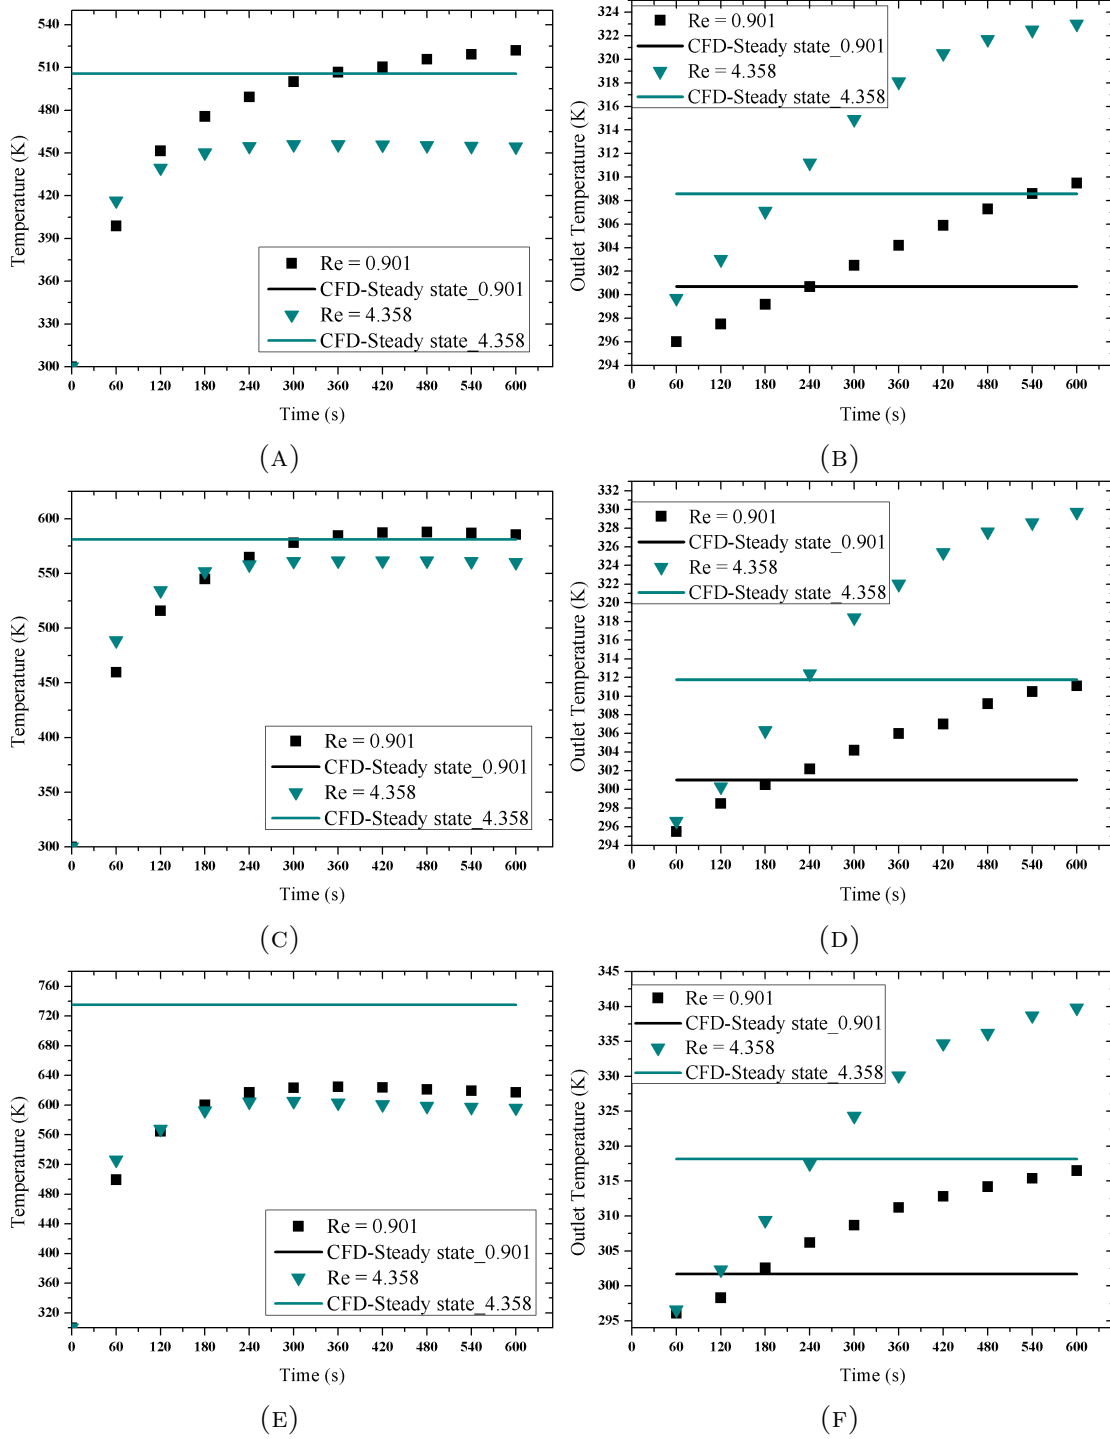 540
510
480
450
420
390
360
330
300
Temperature (K)
Re = 0.901
CFD-Steady state_0.901
Re = 4.358
CFD-Steady state_4.358
0 60 120 180 240 300 360 420 480 540 600
Time (s)
(A)
324
322
320
318
316
314
312
310
308
306
304
302
300
298
296
294
Outlet Temperature (K)
Re = 0.901
CFD-Steady state_0.901
Re = 4.358
CFD-Steady state_4.358
0 60 120 180 240 300 360 420 480 540 600
Time (s)
(B)
600
550
500
450
400
350
300
Temperature (K)
Re = 0.901
CFD-Steady state_0.901
Re = 4.358
CFD-Steady state_4.358
0 60 120 180 240 300 360 420 480 540 600
Time (s)
(C)
332
330
328
326
324
322
320
318
316
314
312
310
308
306
304
302
300
298
296
294
Outlet Temperature (K)
Re = 0.901
CFD-Steady state_0.901
Re = 4.358
CFD-Steady state_4.358
0 60 120 180 240 300 360 420 480 540 600
Time (s)
(D)
760
720
680
640
600
560
520
480
440
400
360
320
Temperature (K)
Re = 0.901
CFD-Steady state_0.901
Re = 4.358
CFD-Steady state_4.358
0 60 120 180 240 300 360 420 480 540 600
Time (s)
(E)
345
340
335
330
325
320
315
310
305
300
295
Outlet Temperature (K)
Re = 0.901
CFD-Steady state_0.901
Re = 4.358
CFD-Steady state_4.358
0 60 120 180 240 300 360 420 480 540 600
Time (s)
(F)